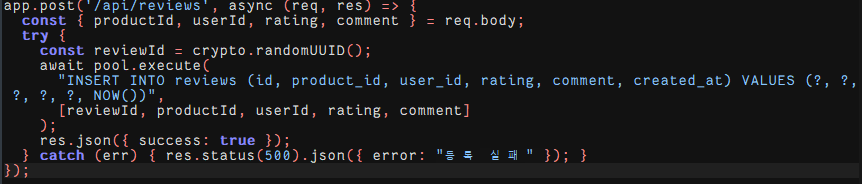 app.post('/api/reviews', async (req, res) => {
  const { productId, userId, rating, comment } = req.body;
  try {
    const reviewId = crypto.randomUUID();
    await pool.execute(
      "INSERT INTO reviews (id, product_id, user_id, rating, comment, created_at) VALUES (?, ?,
 ?, ?, ?, NOW())",
      [reviewId, productId, userId, rating, comment]
    );
    res.json({ success: true });
  } catch (err) { res.status(500).json({ error: "등록 실패" }); }
});